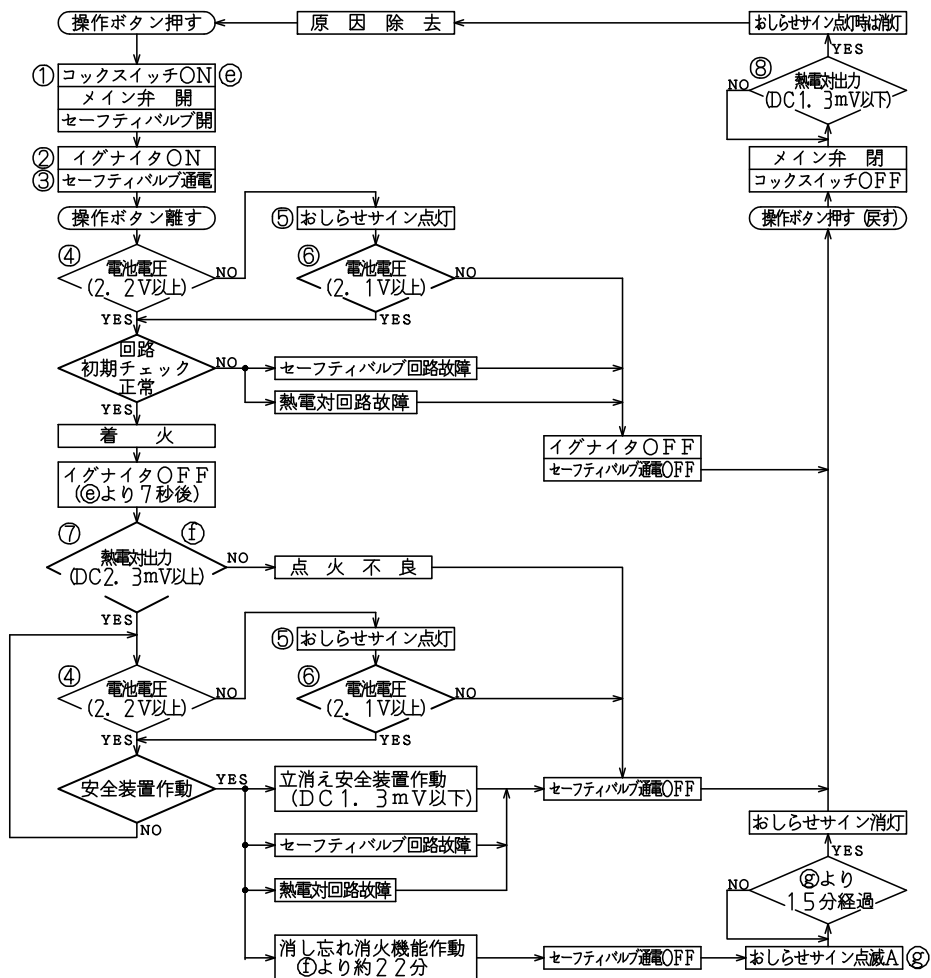 操作ボタン押す
原因除去
おしらせサイン点灯時は消灯
YES
⑧
熱電対出力
(DC1.3mV以下)
NO
① コックスイッチON ⓔ
メイン弁 開
セーフティバルブ開
② イグナイタON
③ セーフティバルブ通電
メイン弁 閉
コックスイッチOFF
操作ボタン離す
⑤ おしらせサイン点灯
操作ボタン押す (戻す)
④
電池電圧
(2.2V以上)
NO
YES
⑥
電池電圧
(2.1V以上)
NO
YES
回路
初期チェック
正常
NO
YES
セーフティバルブ回路故障
熱電対回路故障
着火
イグナイタOFF
セーフティバルブ通電OFF
イグナイタOFF
(ⓔより7秒後)
⑦ ⓕ
熱電対出力
(DC2.3mV以上)
NO
YES
点火不良
⑤ おしらせサイン点灯
④
電池電圧
(2.2V以上)
NO
YES
⑥
電池電圧
(2.1V以上)
NO
YES
安全装置作動
YES
NO
立消え安全装置作動
(DC1.3mV以下)
セーフティバルブ通電OFF
セーフティバルブ回路故障
熱電対回路故障
おしらせサイン消灯
YES
ⓖより
15分経過
NO
消し忘れ消火機能作動
ⓕより約22分
セーフティバルブ通電OFF
おしらせサイン点滅A ⓖ